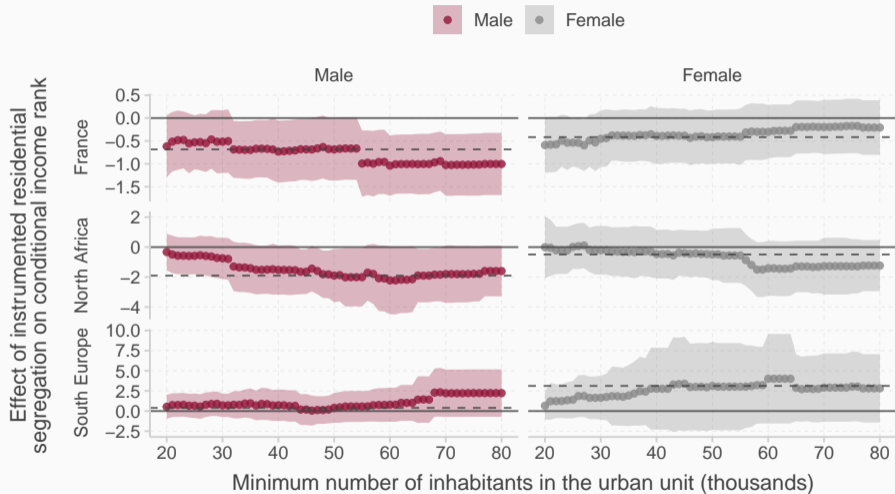 Male Female
Male Female
Effect of instrumented residential
segregation on conditional income rank
France
0.5
0.0
−0.5
−1.0
−1.5
North Africa
2
0
−2
−4
South Europe
10.0
7.5
5.0
2.5
0.0
−2.5
20 30 40 50 60 70 80 20 30 40 50 60 70 80
Minimum number of inhabitants in the urban unit (thousands)